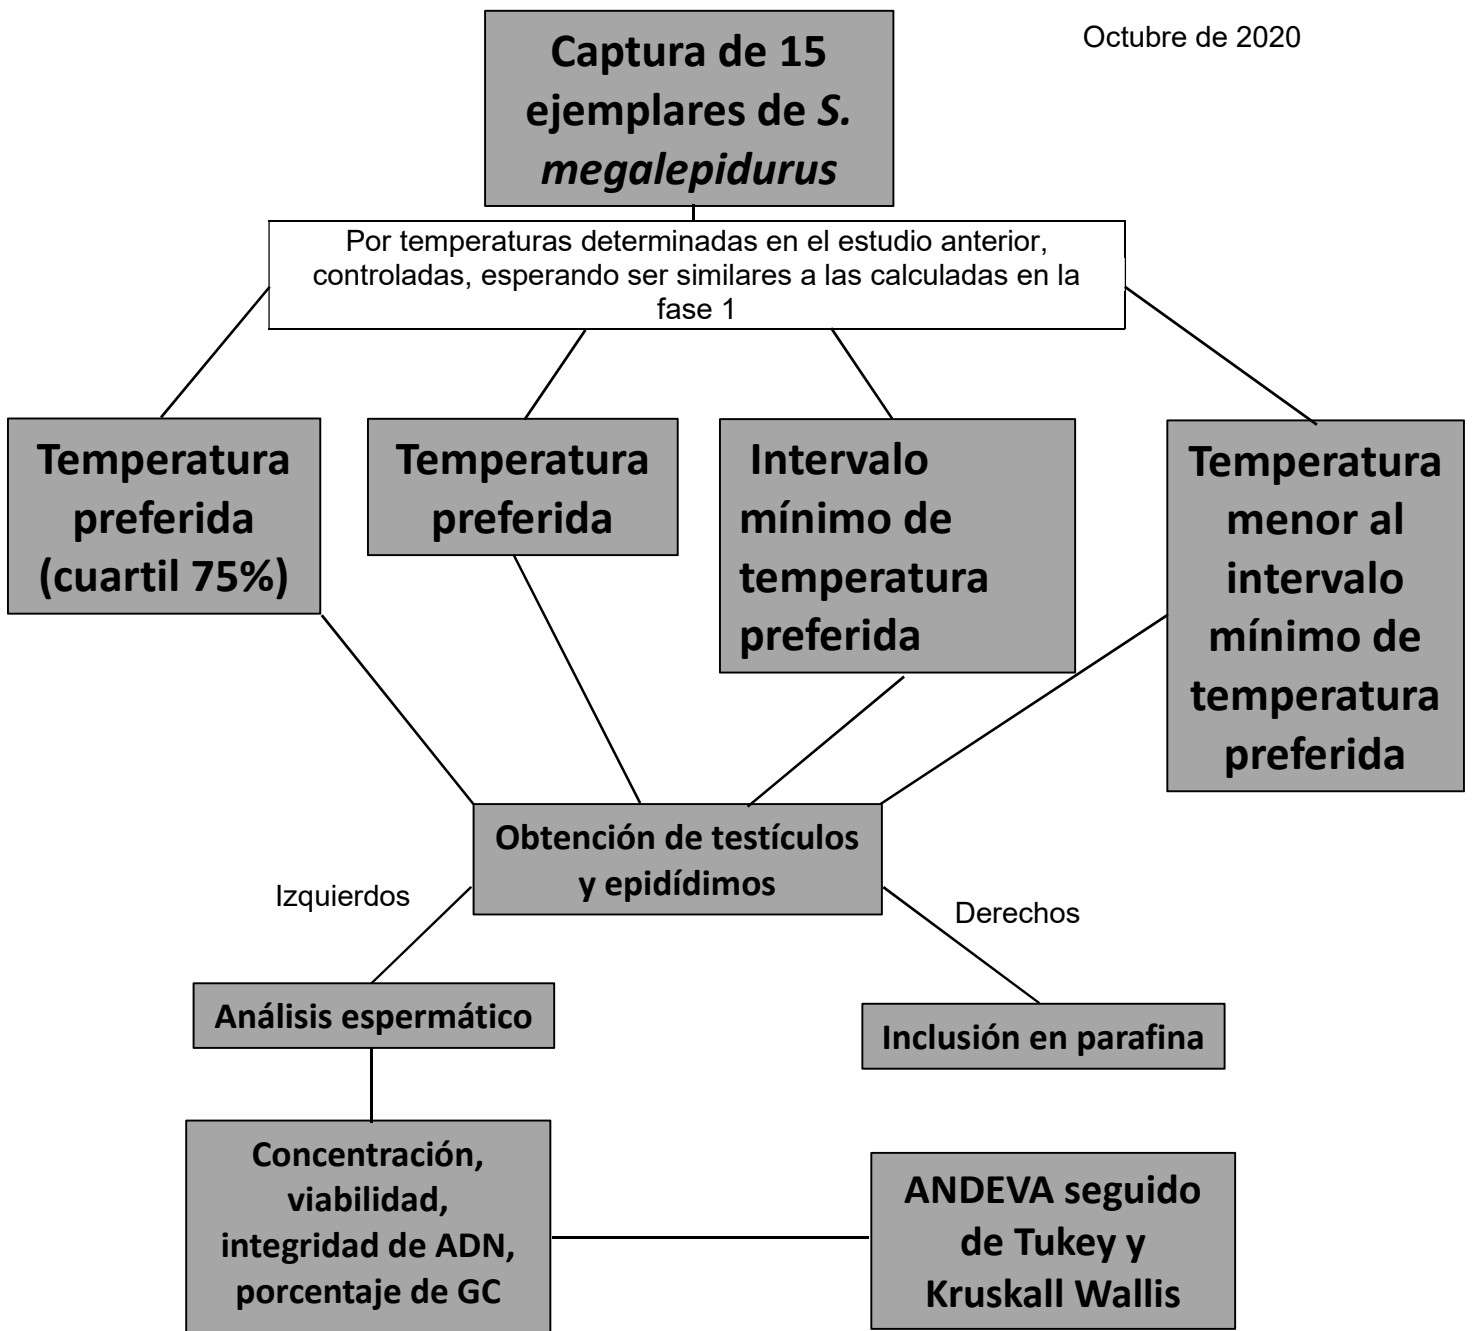 Octubre de 2020
Captura de 15
ejemplares de S.
megalepidurus
Por temperaturas determinadas en el estudio anterior,
controladas, esperando ser similares a las calculadas en la
fase 1
Temperatura
preferida
(cuartil 75%)
Temperatura
preferida
Intervalo
mínimo de
temperatura
preferida
Temperatura
menor al
intervalo
mínimo de
temperatura
preferida
Obtención de testículos
y epidídimos
Izquierdos
Derechos
Análisis espermático
Inclusión en parafina
Concentración,
viabilidad,
integridad de ADN,
porcentaje de GC
ANDEVA seguido
de Tukey y
Kruskall Wallis